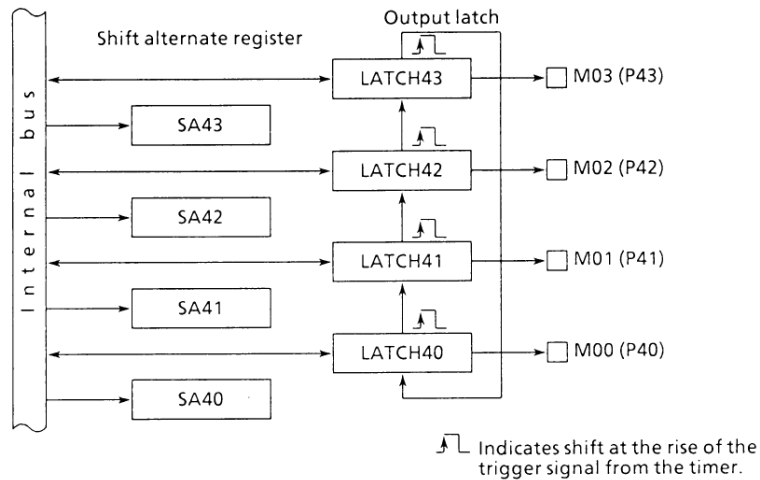 Output latch
Shift alternate register
Internal bus
LATCH43
M03 (P43)
SA43
LATCH42
M02 (P42)
SA42
LATCH41
M01 (P41)
SA41
LATCH40
M00 (P40)
SA40
Indicates shift at the rise of the
trigger signal from the timer.